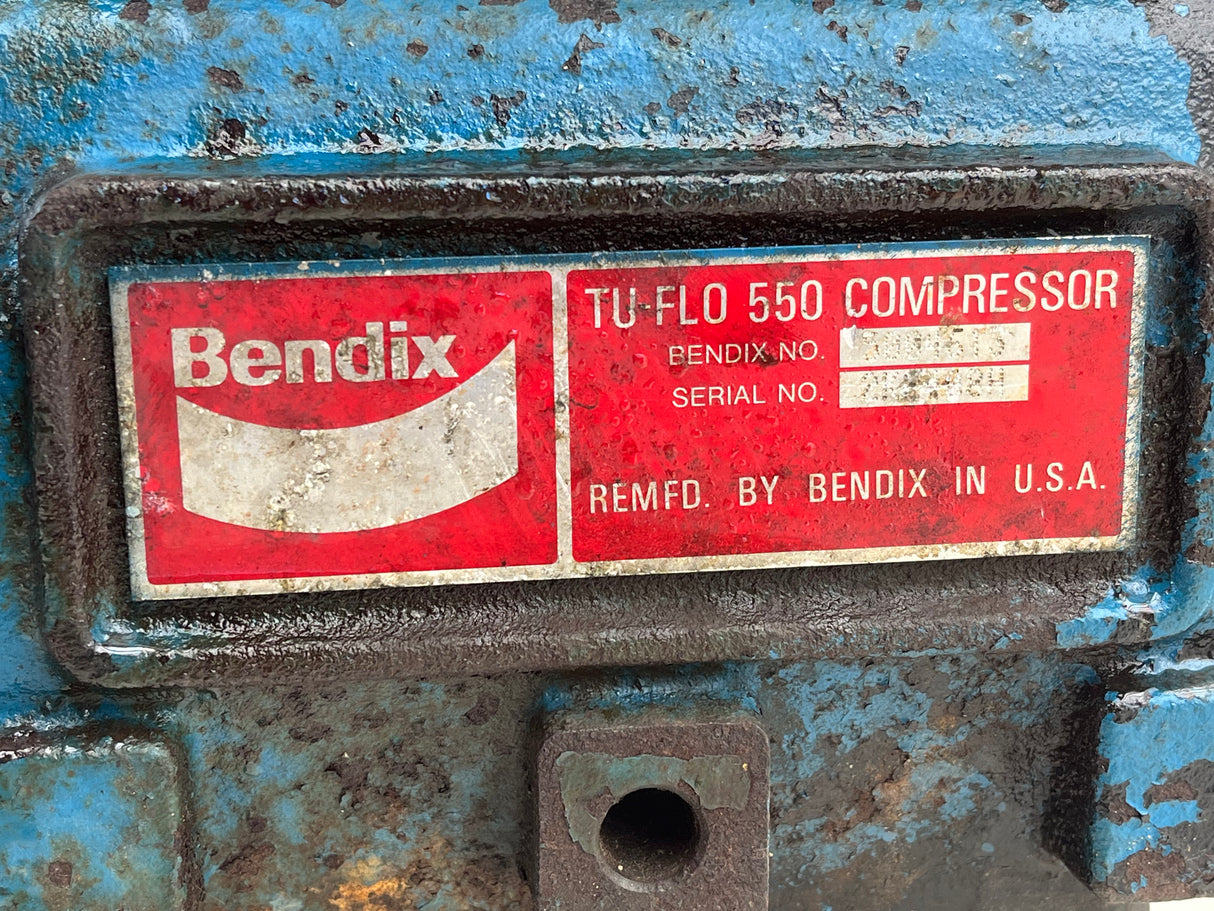 Bendix
TU-FLO 550 COMPRESSOR
BENDIX NO.
SERIAL NO.
REMFD. BY BENDIX IN U.S.A.